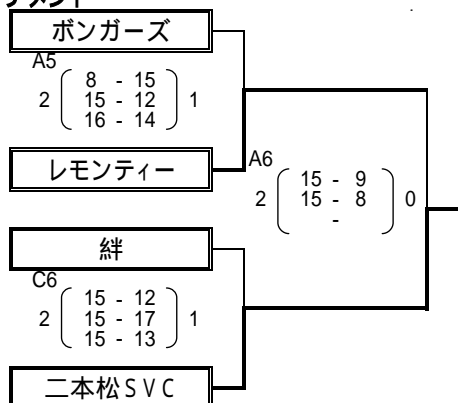 ボンガーズ
A5
8 - 15
2 15 - 12 1
16 - 14
レモンティー
A6
15 - 9
2 15 - 8 0
-
絆
C6
15 - 12
2 15 - 17 1
15 - 13
二本松SVC